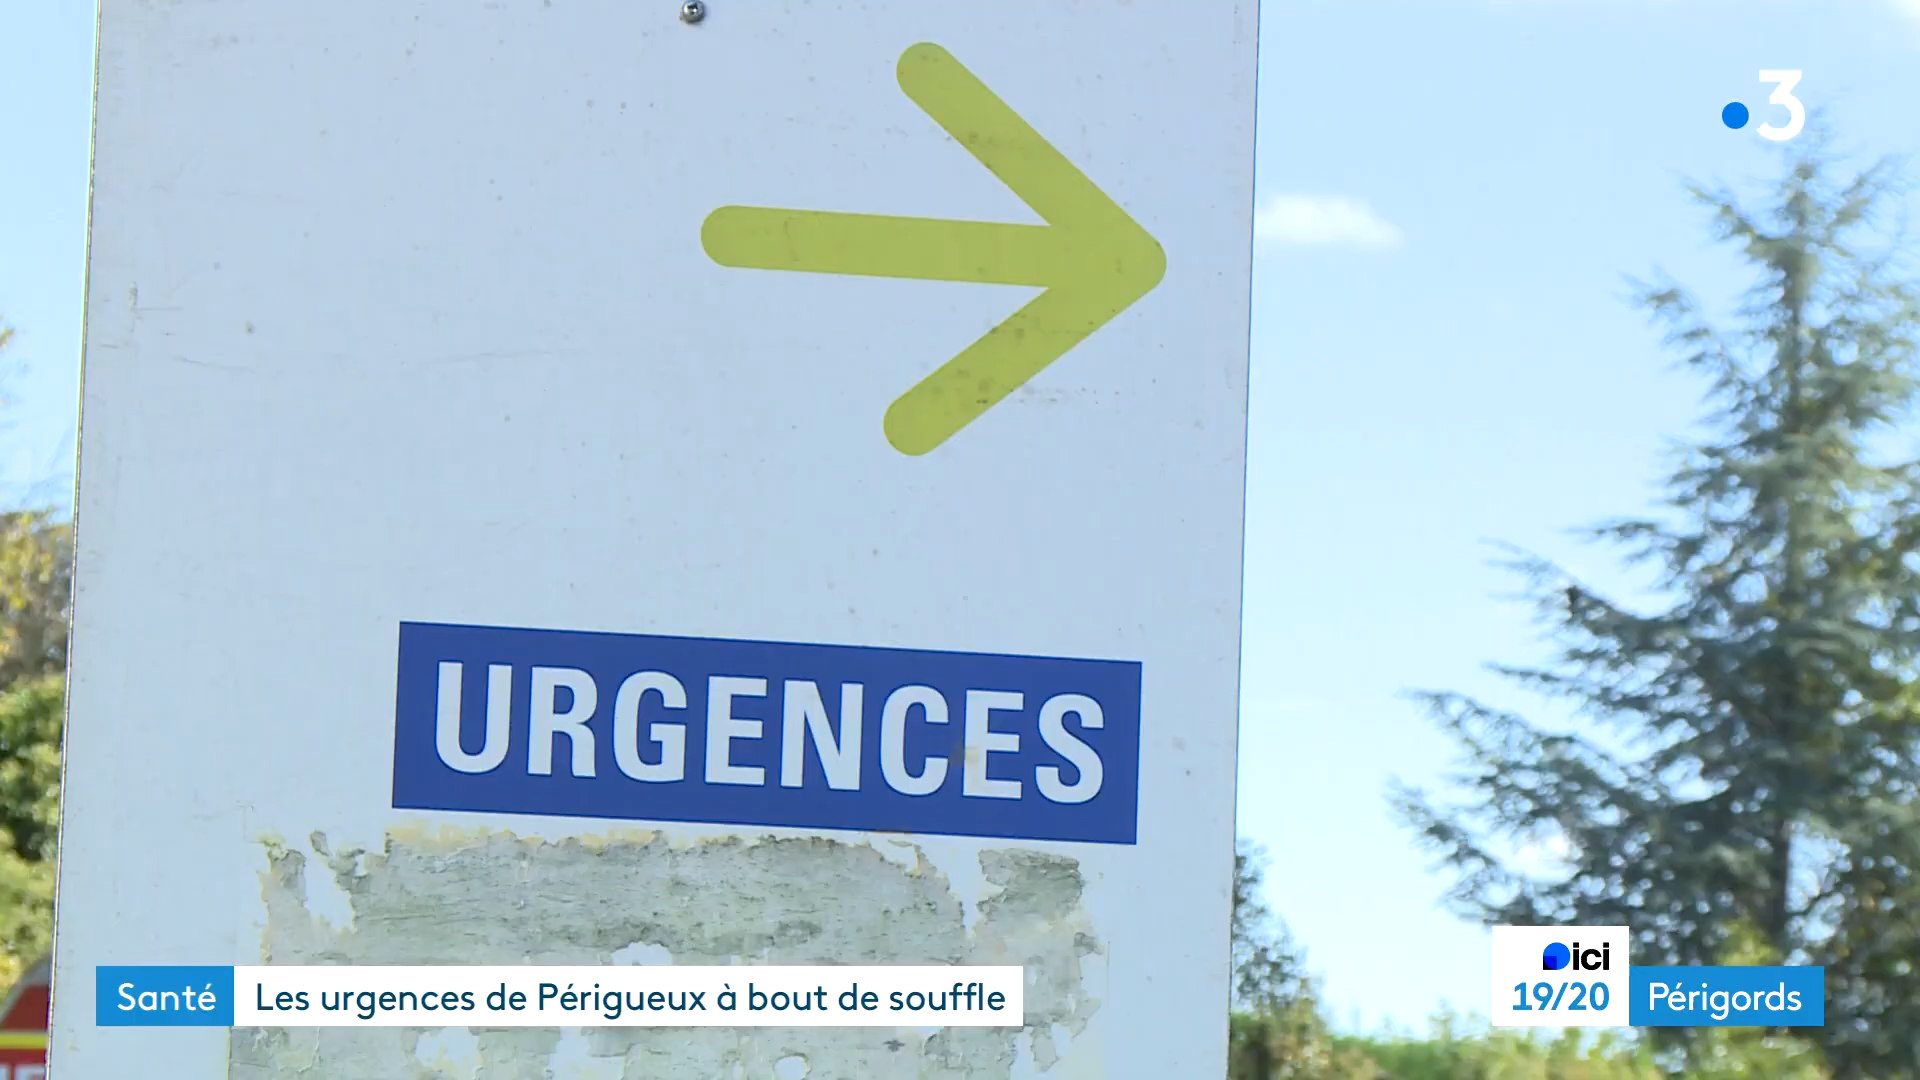 3
URGENCES
Santé
Les urgences de Périgueux à bout de souffle
ici
19/20
Périgords